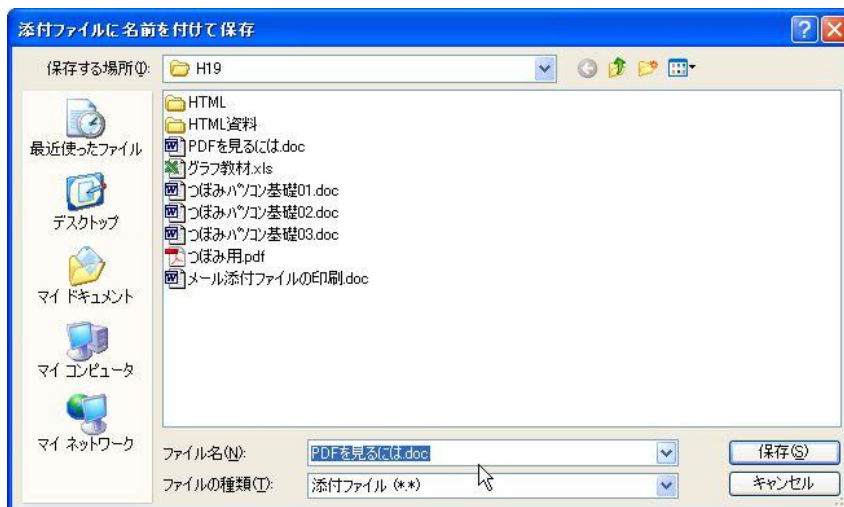 添付ファイルに名前を付けて保存
保存する場所(I): H19
最近使ったファイル
デスクトップ
マイ ドキュメント
マイ コンピュータ
マイ ネットワーク
HTML
HTML資料
PDFを見るには.doc
グラフ教材.xls
つぼみパソコン基礎01.doc
つぼみパソコン基礎02.doc
つぼみパソコン基礎03.doc
つぼみ用.pdf
メール添付ファイルの印刷.doc
ファイル名(N): PDFを見るには.doc 保存(S)
ファイルの種類(T): 添付ファイル (*.*) キャンセル